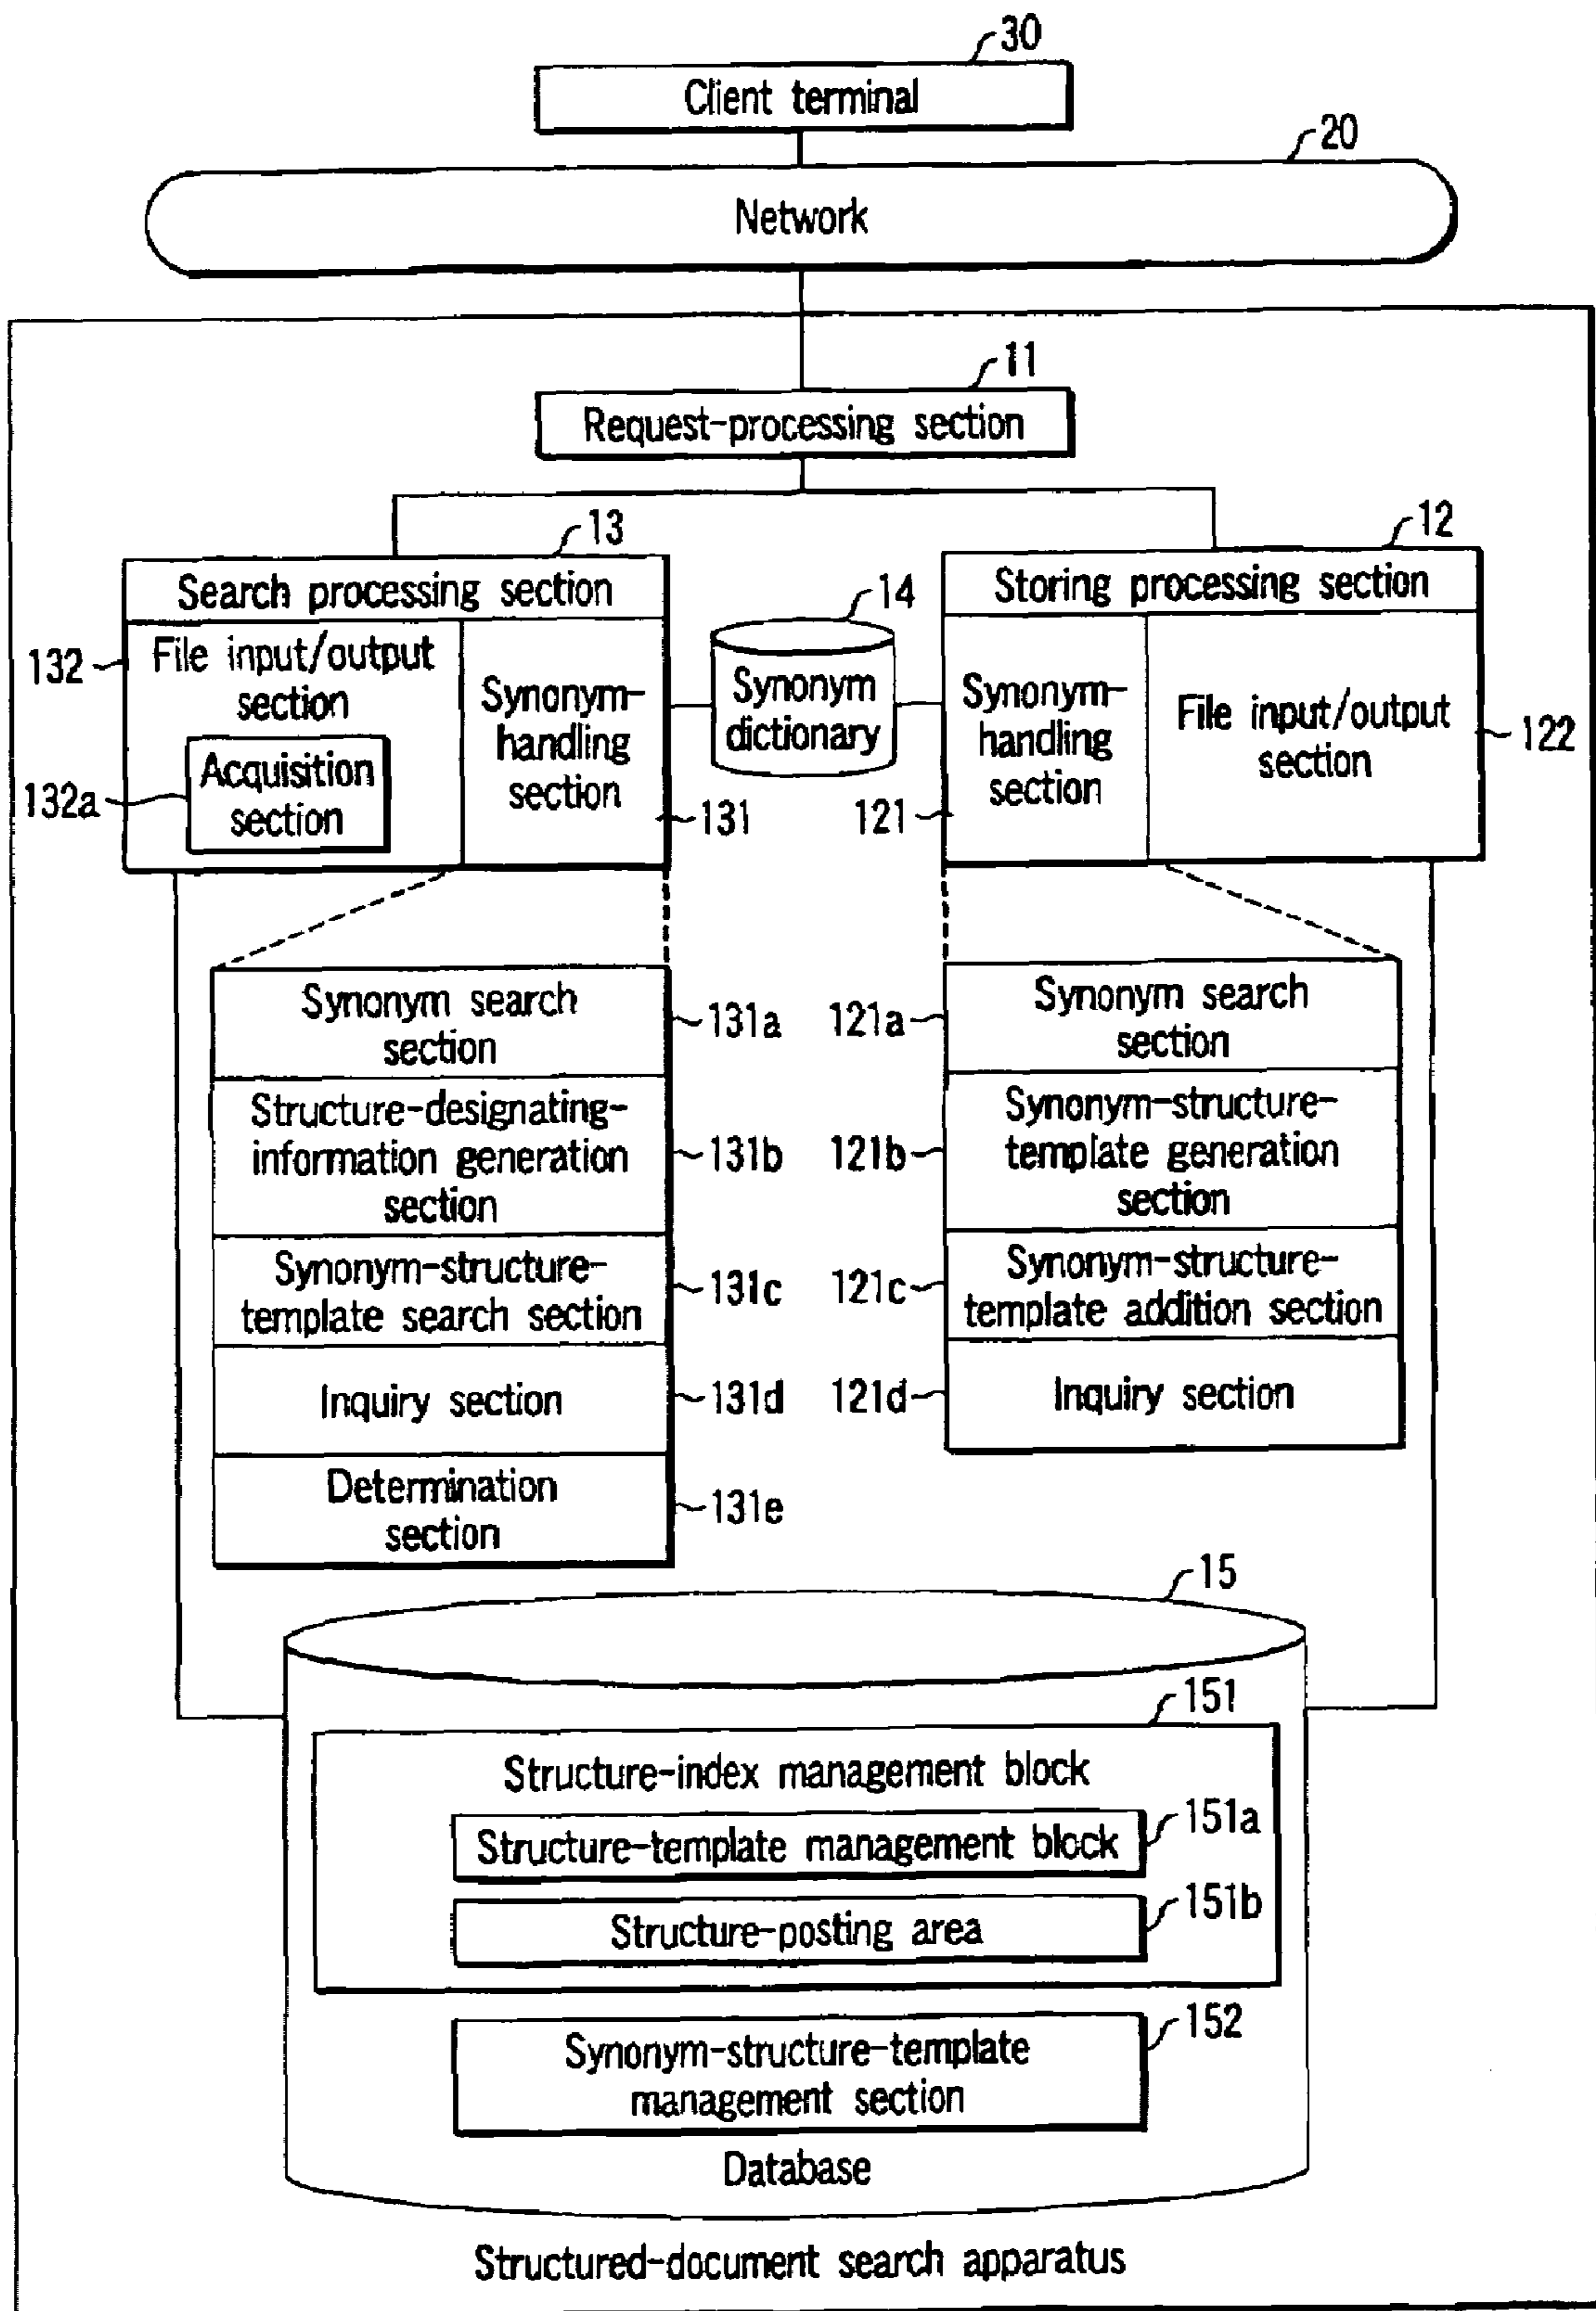 30
Client terminal
20
Network
11
Request-processing section
13
Search processing section
132
File input/output
section
132a
Acquisition
section
Synonym-
handling
section
131
14
Synonym
dictionary
12
Storing processing section
Synonym-
handling
section
121
File input/output
section
122
Synonym search
section
131a
Structure-designating-
information generation
section
131b
Synonym-structure-
template search section
131c
Inquiry section
131d
Determination
section
131e
121a
Synonym search
section
121b
Synonym-structure-
template generation
section
121c
Synonym-structure-
template addition section
121d
Inquiry section
15
151
Structure-index management block
151a
Structure-template management block
151b
Structure-posting area
152
Synonym-structure-template
management section
Database
Structured-document search apparatus